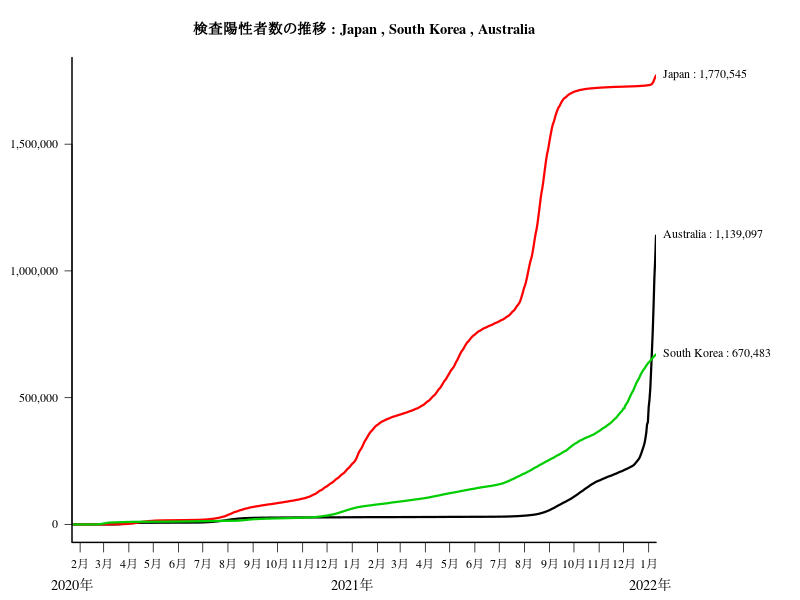 検査陽性者数の推移 : Japan , South Korea , Australia
Japan : 1,770,545
1,500,000
Australia : 1,139,097
1,000,000
South Korea : 670,483
500,000
0
2月 3月 4月 5月 6月 7月 8月 9月 10月 11月 12月 1月 2月 3月 4月 5月 6月 7月 8月 9月 10月 11月 12月 1月
2020年 2021年 2022年